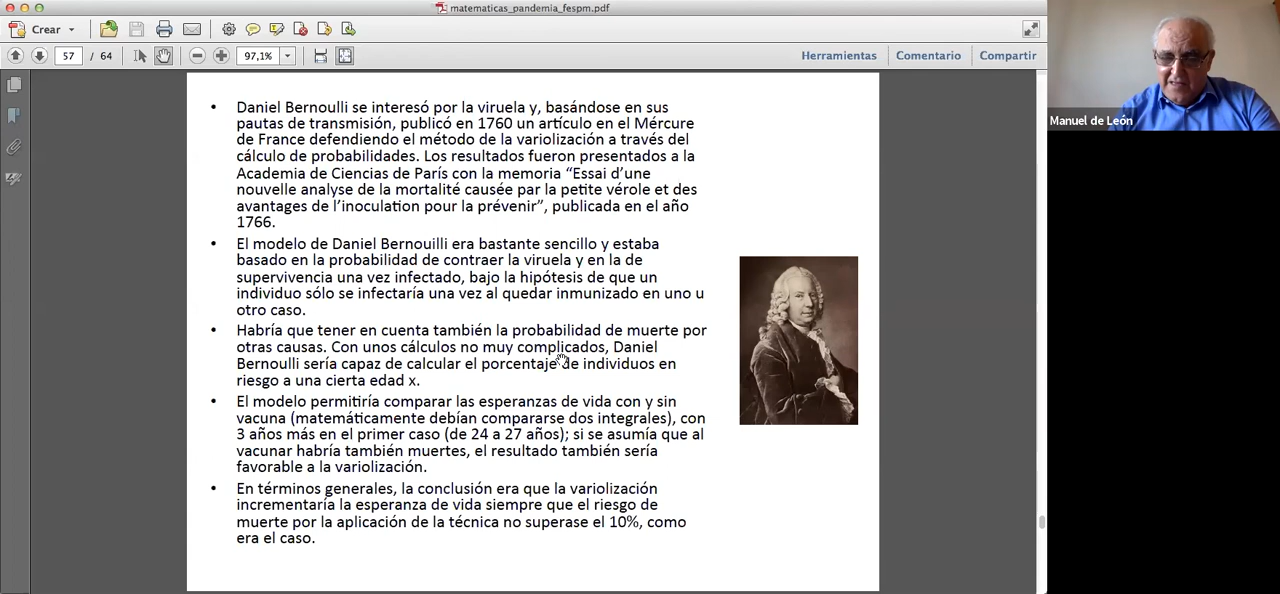 matematicas_pandemia_fespm.pdf
Crear
57 / 64
97,1%
Herramientas
Comentario
Compartir
Manuel de León
• Daniel Bernoulli se interesó por la viruela y, basándose en sus
pautas de transmisión, publicó en 1760 un artículo en el Mércure
de France defendiendo el método de la variolización a través del
cálculo de probabilidades. Los resultados fueron presentados a la
Academia de Ciencias de París con la memoria “Essai d’une
nouvelle analyse de la mortalité causée par la petite vérole et des
avantages de l’inoculation pour la prévenir”, publicada en el año
1766.
• El modelo de Daniel Bernouilli era bastante sencillo y estaba
basado en la probabilidad de contraer la viruela y en la de
supervivencia una vez infectado, bajo la hipótesis de que un
individuo sólo se infectaría una vez al quedar inmunizado en uno u
otro caso.
• Habría que tener en cuenta también la probabilidad de muerte por
otras causas. Con unos cálculos no muy complicados, Daniel
Bernoulli sería capaz de calcular el porcentaje de individuos en
riesgo a una cierta edad x.
• El modelo permitiría comparar las esperanzas de vida con y sin
vacuna (matemáticamente debían compararse dos integrales), con
3 años más en el primer caso (de 24 a 27 años); si se asumía que al
vacunar habría también muertes, el resultado también sería
favorable a la variolización.
• En términos generales, la conclusión era que la variolización
incrementaría la esperanza de vida siempre que el riesgo de
muerte por la aplicación de la técnica no superase el 10%, como
era el caso.